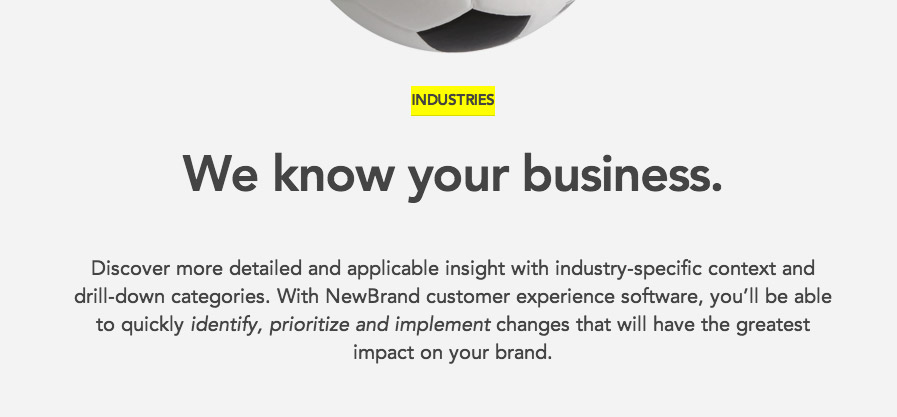 INDUSTRIES
We know your business.
Discover more detailed and applicable insight with industry-specific context and
drill-down categories. With NewBrand customer experience software, you’ll be able
to quickly identify, prioritize and implement changes that will have the greatest
impact on your brand.